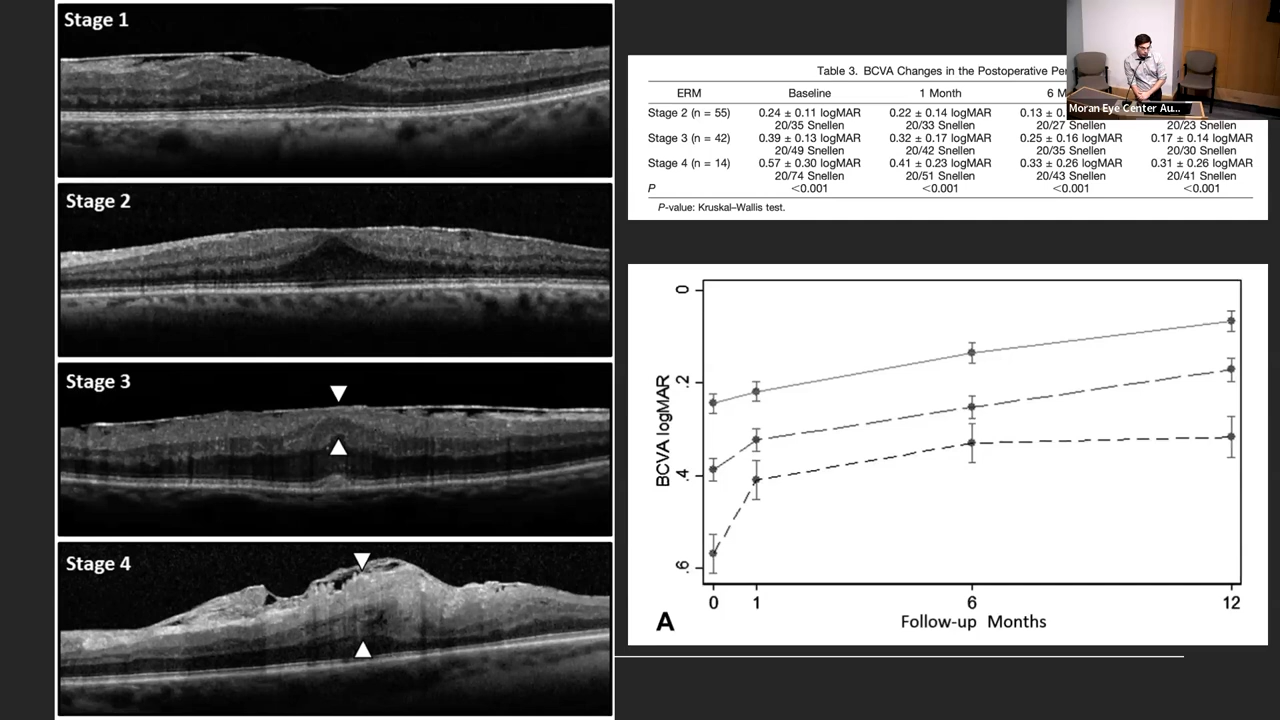 Stage 1
Stage 2
Stage 3
Stage 4
Table 3. BCVA Changes in the Postoperative
ERM Baseline 1 Month 6
Stage 2 (n = 55) 0.24 ± 0.11 logMAR 0.22 ± 0.14 logMAR 0.13 ±
20/35 Snellen 20/33 Snellen 20/27 Snellen 20/23 Snellen
Stage 3 (n = 42) 0.39 ± 0.13 logMAR 0.32 ± 0.17 logMAR 0.25 ± 0.16 logMAR 0.17 ± 0.14 logMAR
20/49 Snellen 20/42 Snellen 20/35 Snellen 20/30 Snellen
Stage 4 (n = 14) 0.57 ± 0.30 logMAR 0.41 ± 0.23 logMAR 0.33 ± 0.26 logMAR 0.31 ± 0.26 logMAR
20/74 Snellen 20/51 Snellen 20/43 Snellen 20/41 Snellen
P <0.001 <0.001 <0.001 <0.001
P-value: Kruskal–Wallis test.
Moran Eye Center Au...
BCVA logMAR
0
.2
.4
.6
0 1 6 12
Follow-up Months
A